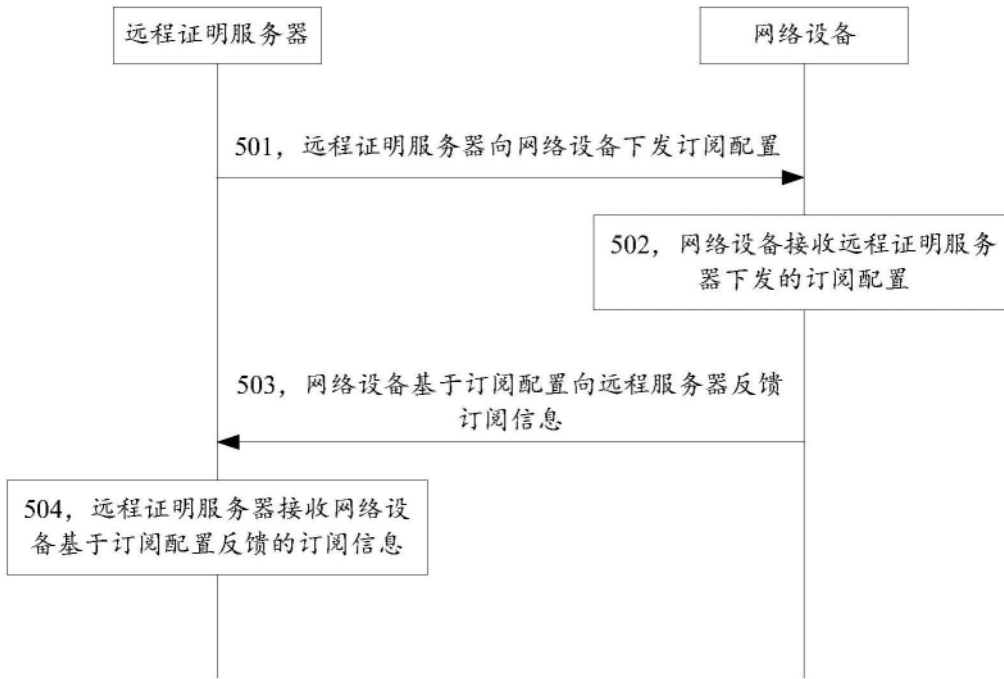 远程证明服务器
网络设备
501，远程证明服务器向网络设备下发订阅配置
502，网络设备接收远程证明服务
器下发的订阅配置
503，网络设备基于订阅配置向远程服务器反馈
订阅信息
504，远程证明服务器接收网络设
备基于订阅配置反馈的订阅信息